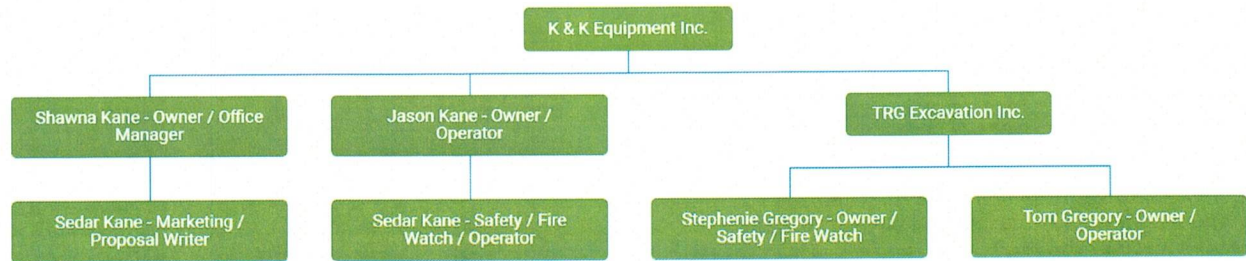 K & K Equipment Inc.
Shawna Kane - Owner / Office
Manager
Jason Kane - Owner /
Operator
TRG Excavation Inc.
Sedar Kane - Marketing /
Proposal Writer
Sedar Kane - Safety / Fire
Watch / Operator
Stephenie Gregory - Owner /
Safety / Fire Watch
Tom Gregory - Owner /
Operator